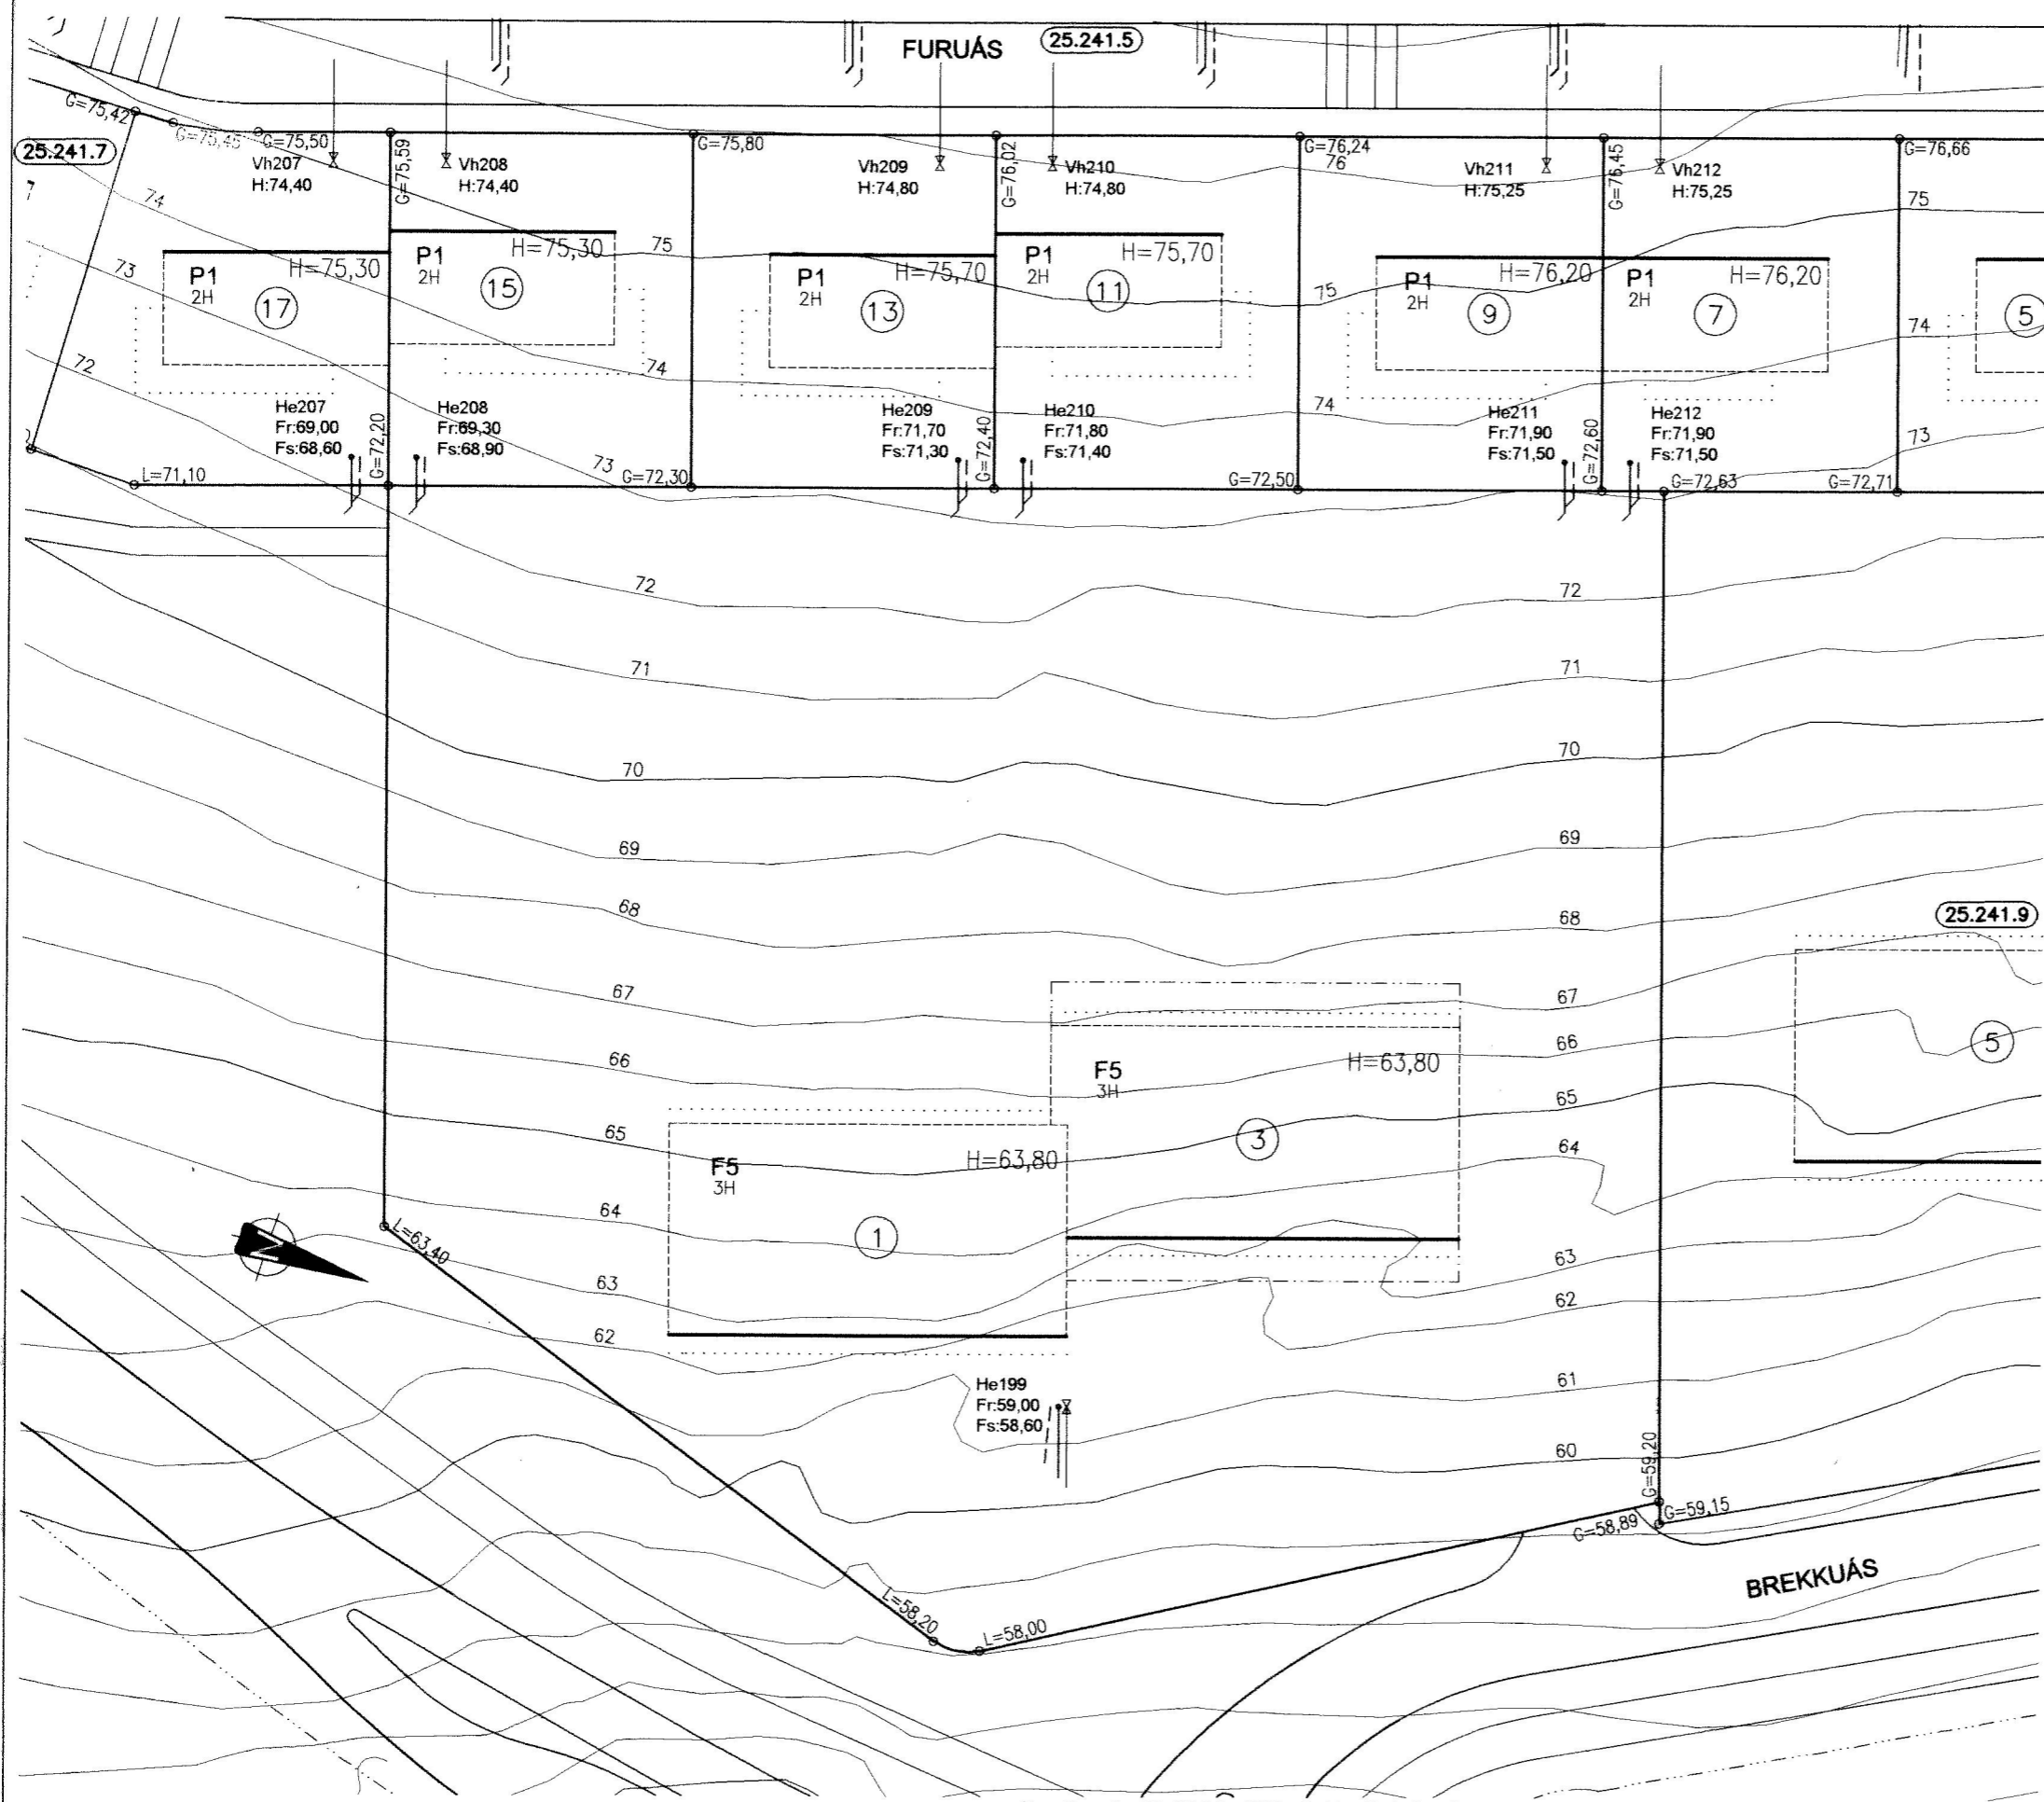 FURUÁS
25.241.5
G=75,42
G=75,45
G=75,50
G=75,59
G=75,80
G=76,02
G=76,24
G=76,45
G=76,66
25.241.7
Vh207
H:74,40
Vh208
H:74,40
Vh209
H:74,80
Vh210
H:74,80
Vh211
H:75,25
Vh212
H:75,25
76
75
75
75
74
74
74
74
73
73
73
72
P1
2H
H=75,30
17
P1
2H
H=75,30
15
P1
2H
H=75,70
13
P1
2H
H=75,70
11
P1
2H
H=76,20
9
P1
2H
H=76,20
7
5
He207
Fr:69,00
Fs:68,60
He208
Fr:69,30
Fs:68,90
He209
Fr:71,70
Fs:71,30
He210
Fr:71,80
Fs:71,40
He211
Fr:71,90
Fs:71,50
He212
Fr:71,90
Fs:71,50
L=71,10
G=72,20
G=72,30
G=72,40
G=72,50
G=72,60
G=72,63
G=72,71
72
72
71
71
70
70
69
69
68
68
25.241.9
67
67
66
66
65
65
64
64
63
63
62
62
61
60
F5
3H
H=63,80
3
F5
3H
H=63,80
1
5
N
L=63,40
He199
Fr:59,00
Fs:58,60
G=59,20
G=59,15
G=58,89
L=58,20
L=58,00
BREKKUÁS